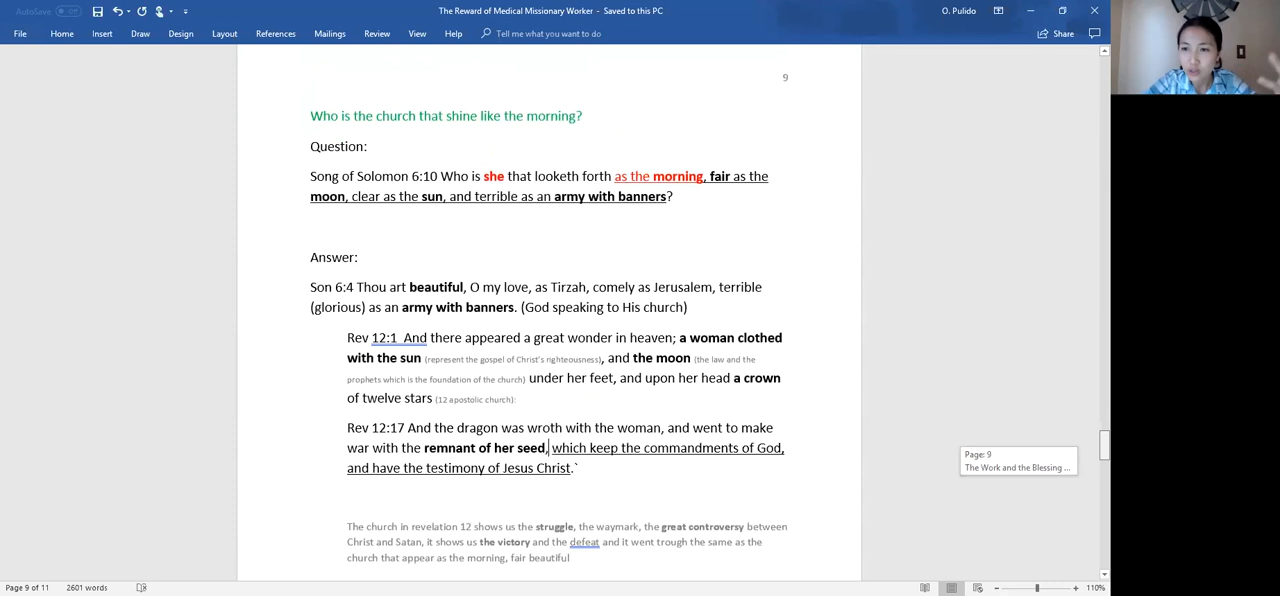 AutoSave Off
The Reward of Medical Missionary Worker - Saved to this PC
O. Pulido
File Home Insert Draw Design Layout References Mailings Review View Help Tell me what you want to do
Share
9
Who is the church that shine like the morning?
Question:
Song of Solomon 6:10 Who is she that looketh forth as the morning, fair as the
moon, clear as the sun, and terrible as an army with banners?
Answer:
Son 6:4 Thou art beautiful, O my love, as Tirzah, comely as Jerusalem, terrible
(glorious) as an army with banners. (God speaking to His church)
Rev 12:1 And there appeared a great wonder in heaven; a woman clothed
with the sun (represent the gospel of Christ's righteousness), and the moon (the law and the
prophets which is the foundation of the church) under her feet, and upon her head a crown
of twelve stars (12 apostolic church):
Rev 12:17 And the dragon was wroth with the woman, and went to make
war with the remnant of her seed, which keep the commandments of God,
and have the testimony of Jesus Christ.`
Page: 9
The Work and the Blessing ...
The church in revelation 12 shows us the struggle, the waymark, the great controversy between
Christ and Satan, it shows us the victory and the defeat and it went trough the same as the
church that appear as the morning, fair beautiful
Page 9 of 11 2601 words
110%